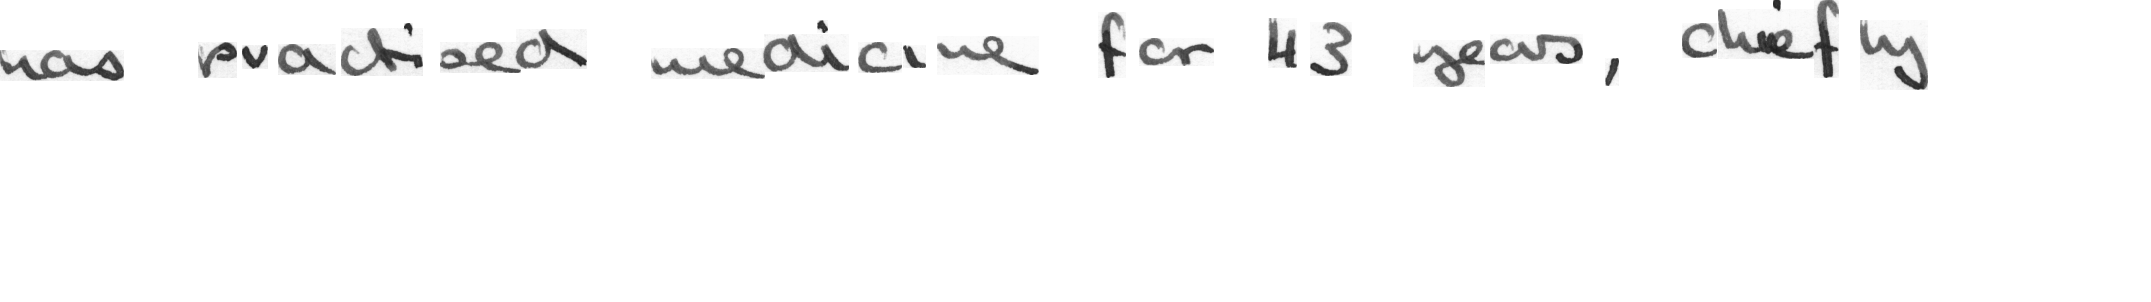 has practised medicine for 43 years, chiefly